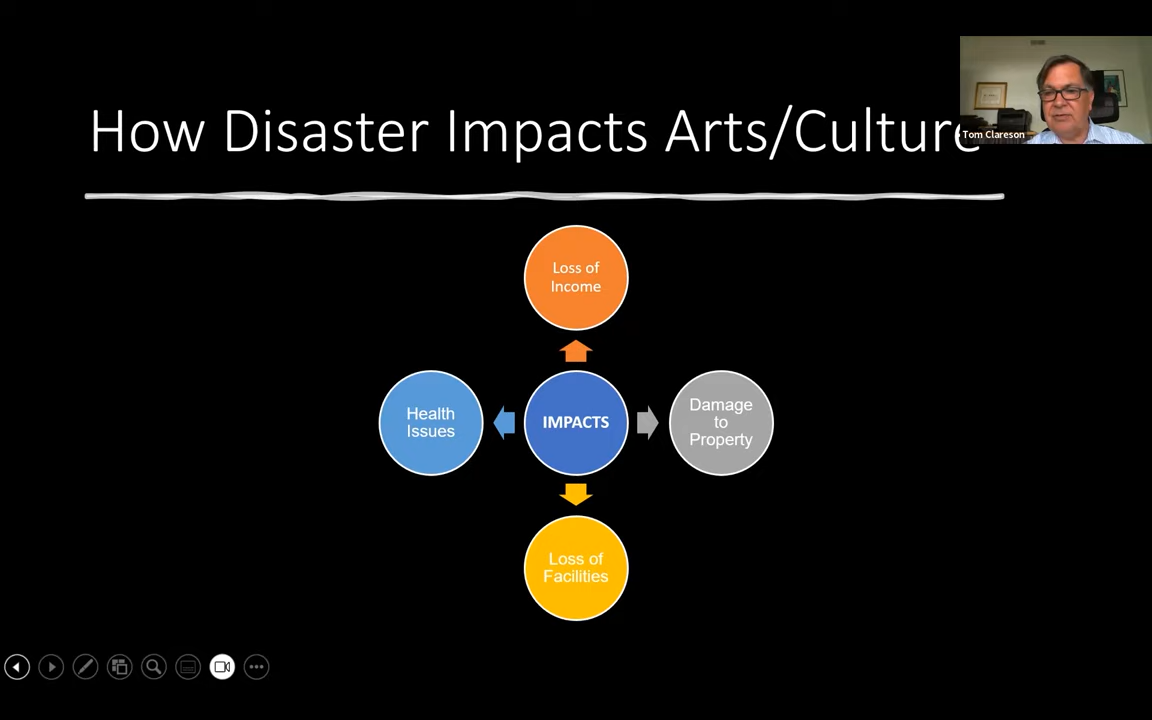 How Disaster Impacts Arts/Culture
Tom Clareson
Loss of
Income
Health
Issues
IMPACTS
Damage
to
Property
Loss of
Facilities